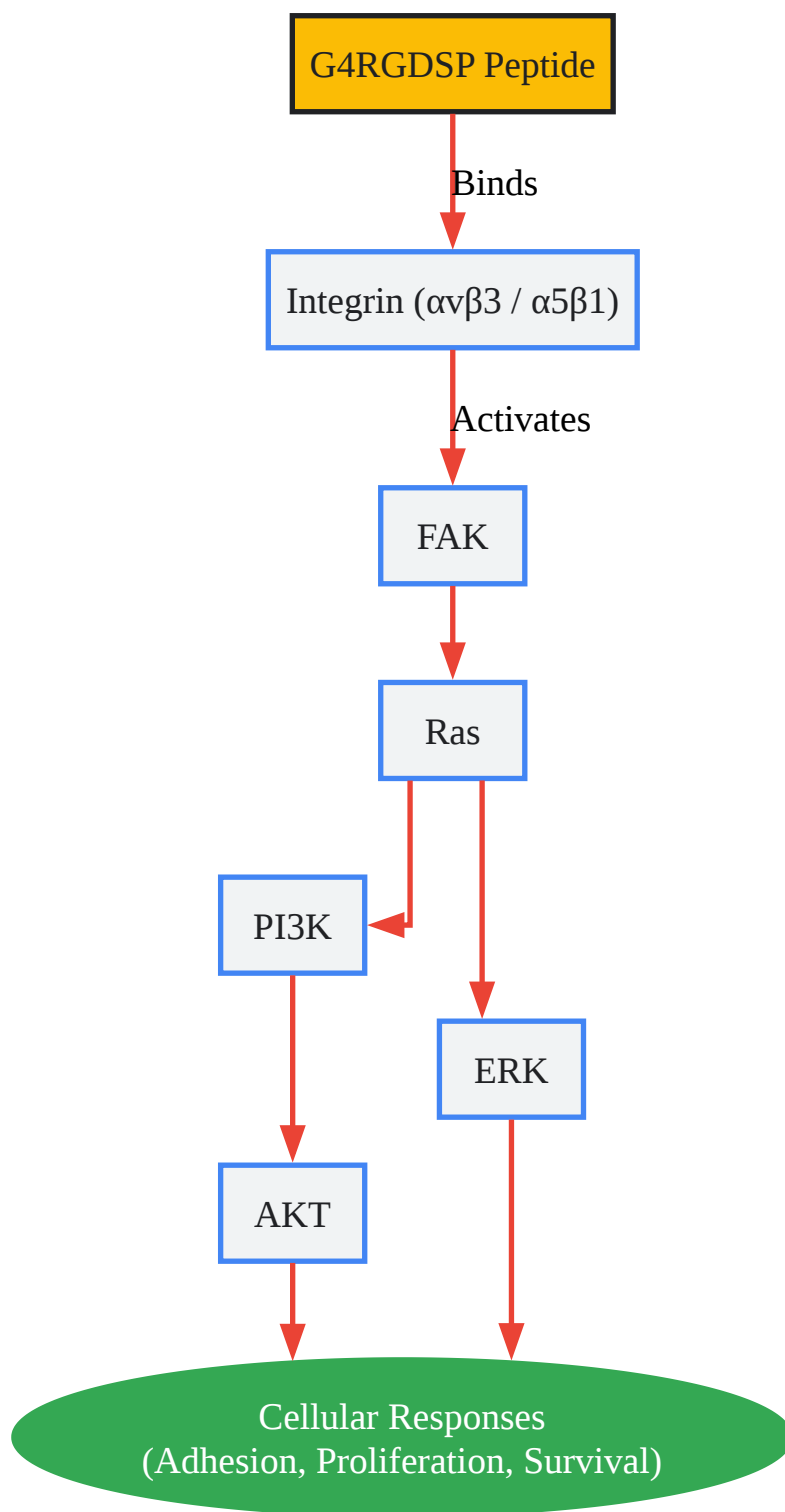 G4RGDSP Peptide
Binds
Integrin (αvβ3 / α5β1)
Activates
FAK
Ras
PI3K
ERK
AKT
Cellular Responses
(Adhesion, Proliferation, Survival)